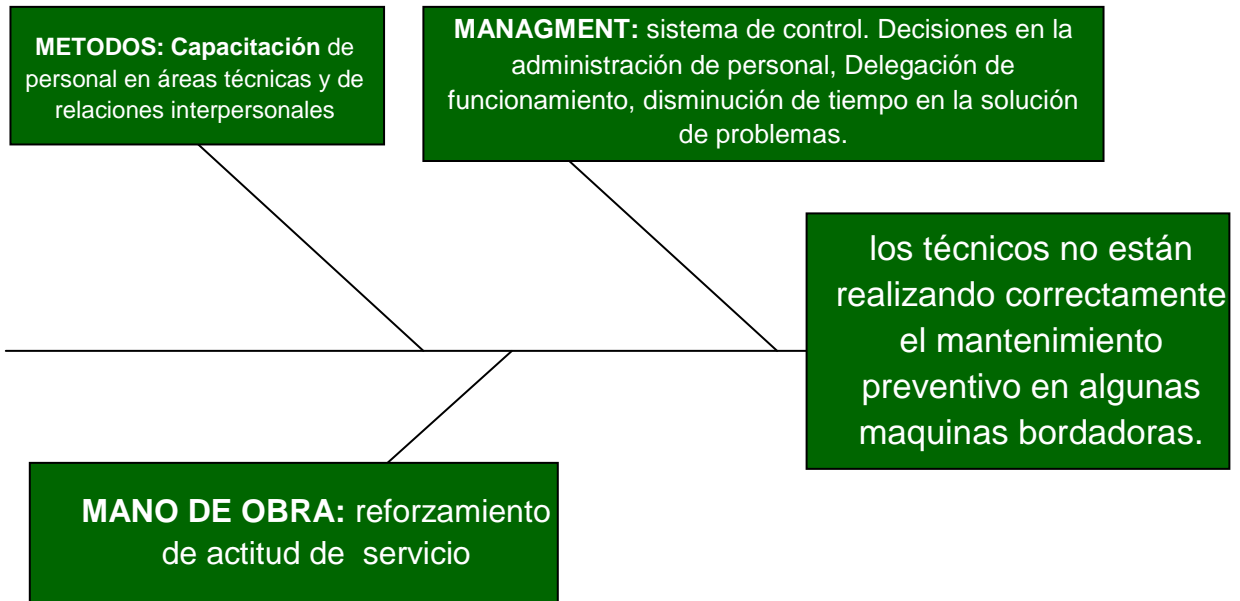 METODOS: Capacitación de
personal en áreas técnicas y de
relaciones interpersonales
MANAGMENT: sistema de control. Decisiones en la
administración de personal, Delegación de
funcionamiento, disminución de tiempo en la solución
de problemas.
los técnicos no están
realizando correctamente
el mantenimiento
preventivo en algunas
maquinas bordadoras.
MANO DE OBRA: reforzamiento
de actitud de servicio